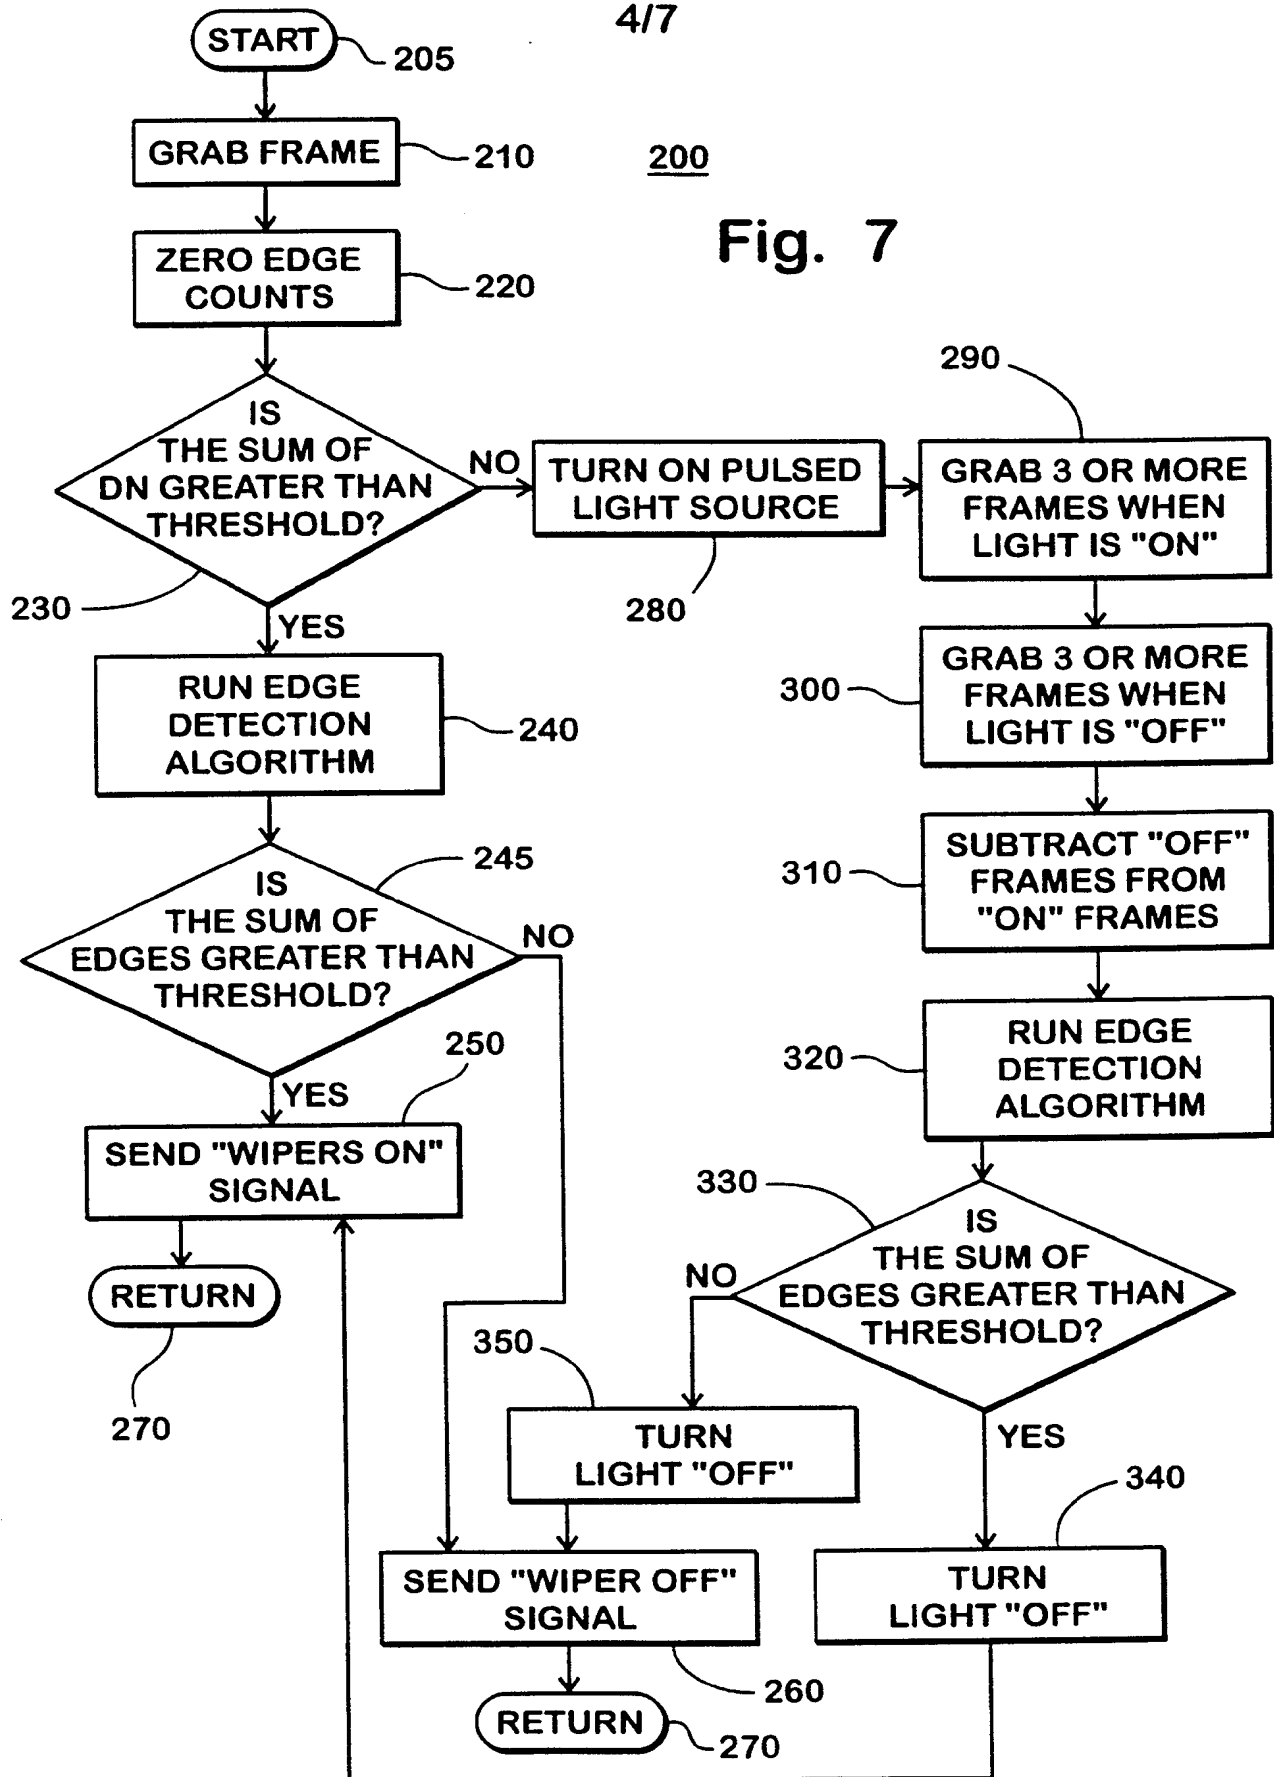 4/7
START
205
GRAB FRAME
210
200
Fig. 7
ZERO EDGE
COUNTS
220
IS
THE SUM OF
DN GREATER THAN
THRESHOLD?
230
NO
YES
TURN ON PULSED
LIGHT SOURCE
280
290
GRAB 3 OR MORE
FRAMES WHEN
LIGHT IS "ON"
GRAB 3 OR MORE
FRAMES WHEN
LIGHT IS "OFF"
300
SUBTRACT "OFF"
FRAMES FROM
"ON" FRAMES
310
RUN EDGE
DETECTION
ALGORITHM
320
RUN EDGE
DETECTION
ALGORITHM
240
245
IS
THE SUM OF
EDGES GREATER THAN
THRESHOLD?
NO
YES
250
SEND "WIPERS ON"
SIGNAL
RETURN
270
330
IS
THE SUM OF
EDGES GREATER THAN
THRESHOLD?
NO
YES
350
TURN
LIGHT "OFF"
340
TURN
LIGHT "OFF"
SEND "WIPER OFF"
SIGNAL
260
RETURN
270